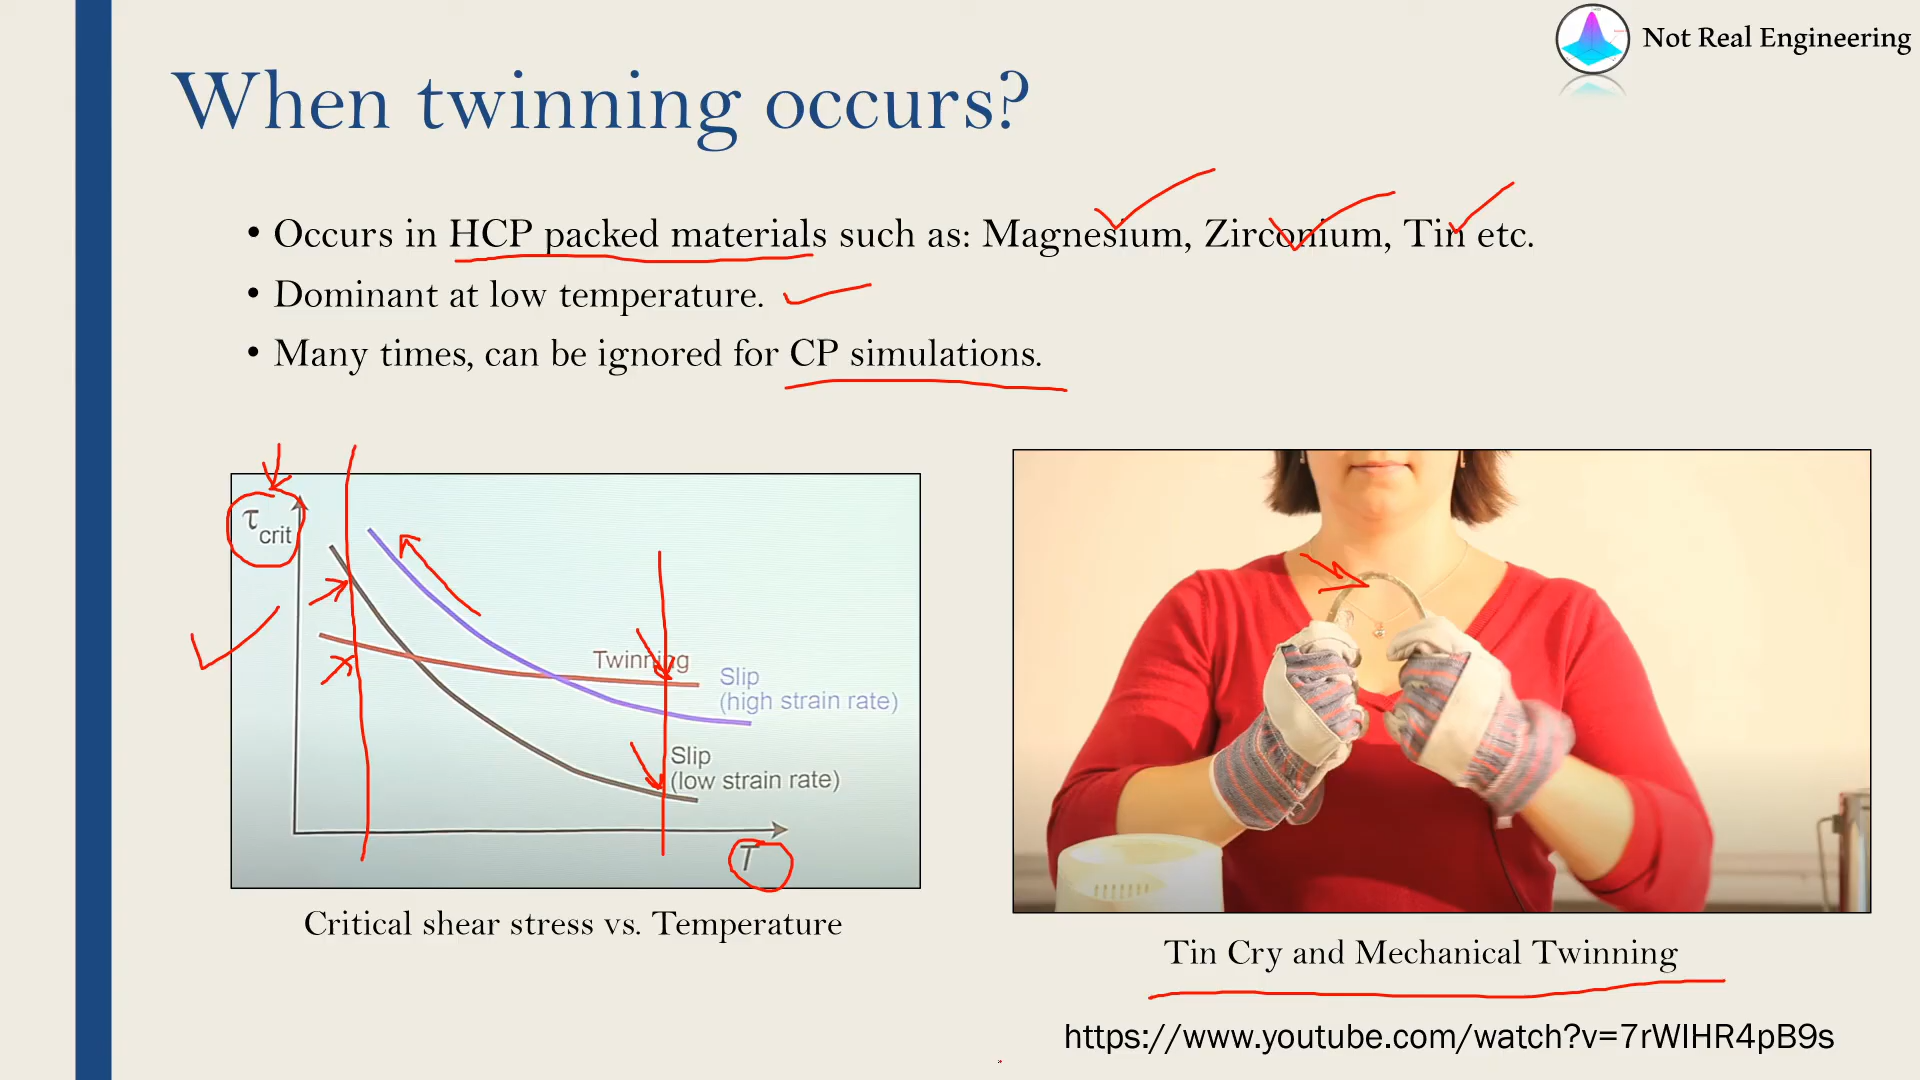 Not Real Engineering
When twinning occurs?
• Occurs in HCP packed materials such as: Magnesium, Zirconium, Tin etc.
• Dominant at low temperature.
• Many times, can be ignored for CP simulations.
τcrit
Twinning
Slip
(high strain rate)
Slip
(low strain rate)
T
Critical shear stress vs. Temperature
Tin Cry and Mechanical Twinning
https://www.youtube.com/watch?v=7rWIHR4pB9s